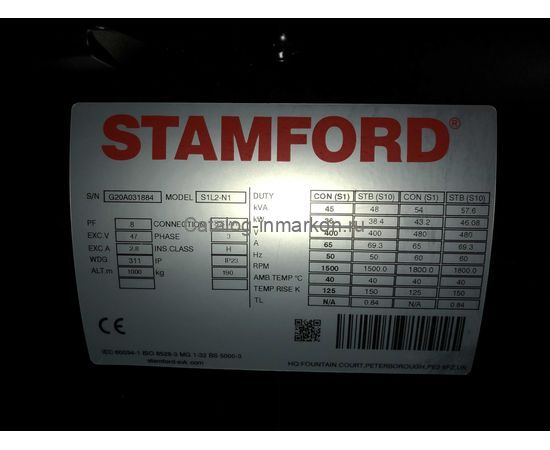 STAMFORD®
S/N G20A031884 MODEL S1L2-N1
PF 8 CONNECTION
EXC.V 47 PHASE 3
EXC A 2,8 INS.CLASS H
WDG. 311 IP IP23
ALT.m 1000 kg 190
DUTY CON (S1) STB (S10) CON (S1) STB (S10)
kVA 45 48 54 57.6
kW 36 38.4 43.2 46.08
V 400 400 480 480
A 65 69.3 65 69.3
Hz 50 50 60 60
RPM 1500 1500.0 1800.0 1800.0
AMB.TEMP °C 40 40 40 40
TEMP RISE K 125 150 125 150
TL N/A 0.84 N/A 0.84
Catalog-inmarkon.ru
CE
IEC 60034-1 ISO 8528-3 MG 1-32 BS 5000-3
stamford-avk.com
HQ:FOUNTAIN COURT,PETERBOROUGH,PE2 6FZ,UK